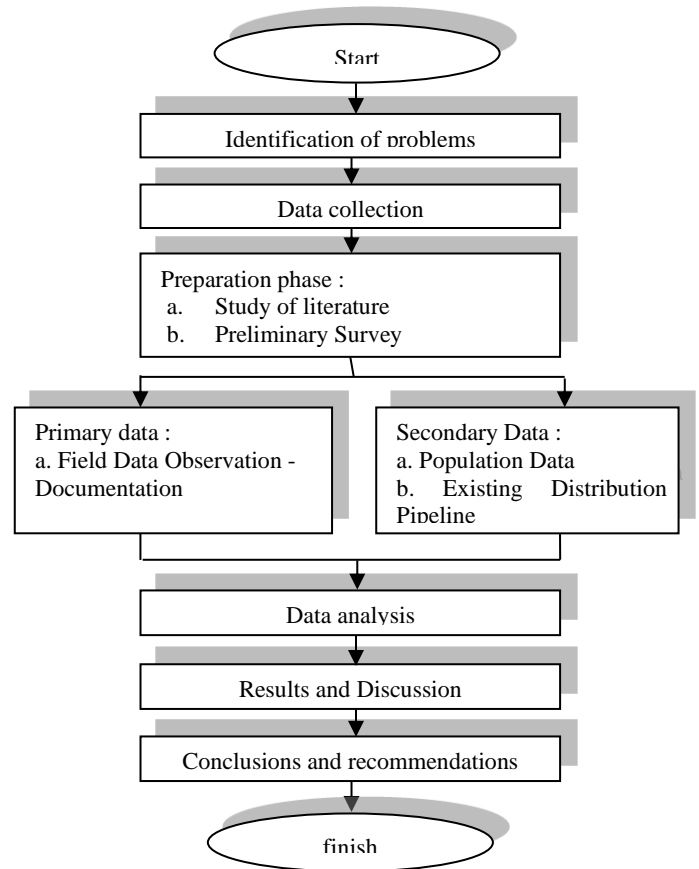 Start
Identification of problems
Data collection
Preparation phase :
a. Study of literature
b. Preliminary Survey
Primary data :
a. Field Data Observation -
Documentation
Secondary Data :
a. Population Data
b. Existing Distribution
Pipeline
Data analysis
Results and Discussion
Conclusions and recommendations
finish